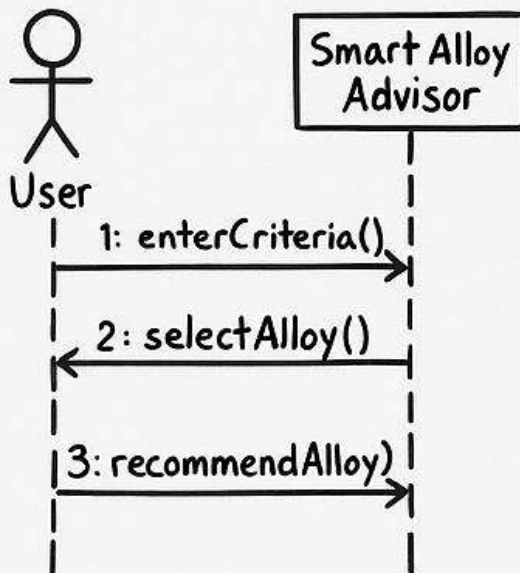 Smart Alloy
Advisor
User
1: enterCriteria()
2: selectAlloy()
3: recommendAlloy)